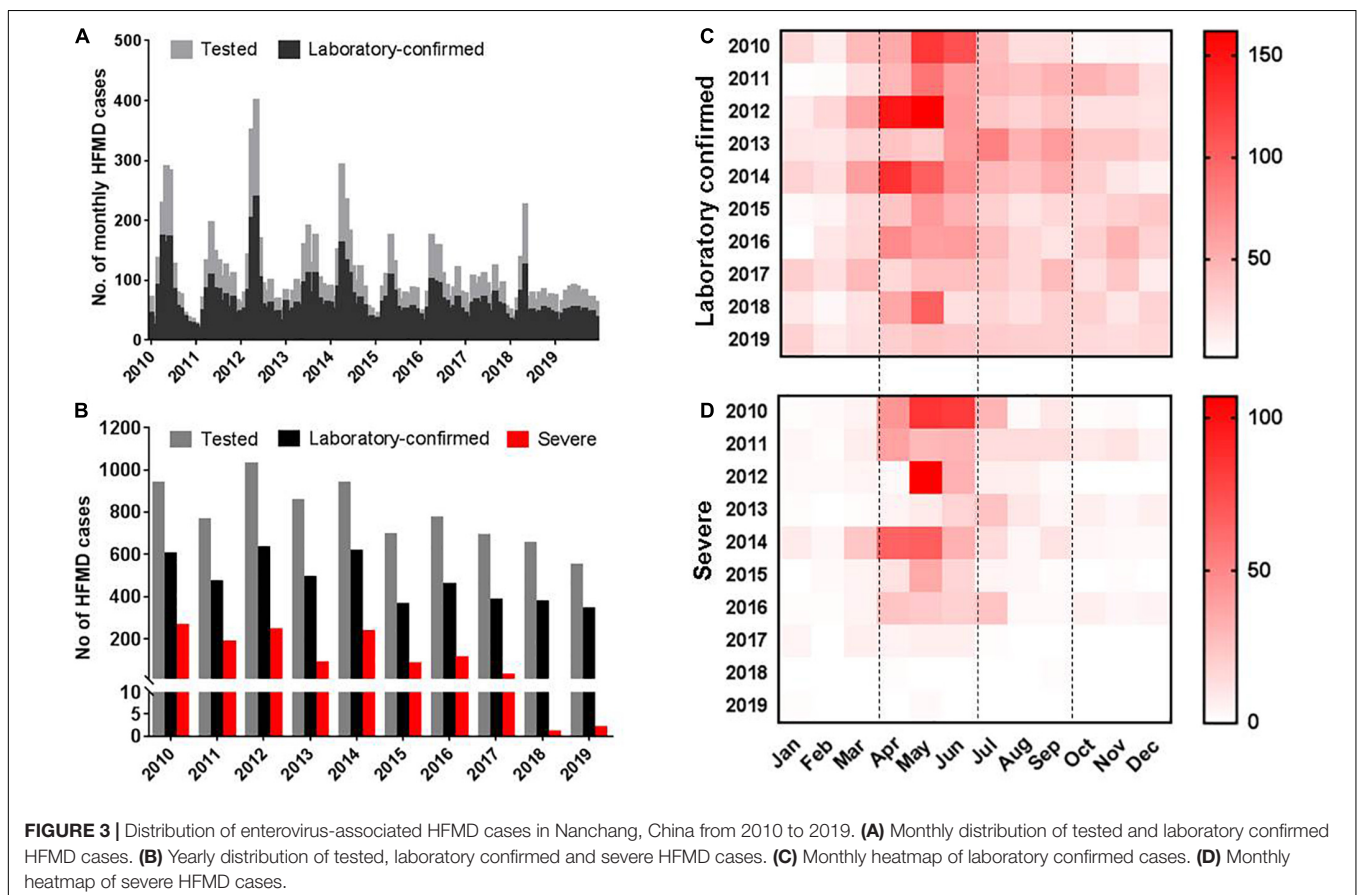 A
500
400
300
200
100
0
No. of monthly HFMD cases
Tested
Laboratory-confirmed
2010
2011
2012
2013
2014
2015
2016
2017
2018
2019
B
1200
1000
800
600
400
200
10
5
0
No of HFMD cases
Tested
Laboratory-confirmed
Severe
2010
2011
2012
2013
2014
2015
2016
2017
2018
2019
C
Laboratory confirmed
2010
2011
2012
2013
2014
2015
2016
2017
2018
2019
150
100
50
D
Severe
2010
2011
2012
2013
2014
2015
2016
2017
2018
2019
100
50
0
Jan
Feb
Mar
Apr
May
Jun
Jul
Aug
Sep
Oct
Nov
Dec
FIGURE 3 | Distribution of enterovirus-associated HFMD cases in Nanchang, China from 2010 to 2019. (A) Monthly distribution of tested and laboratory confirmed
HFMD cases. (B) Yearly distribution of tested, laboratory confirmed and severe HFMD cases. (C) Monthly heatmap of laboratory confirmed cases. (D) Monthly
heatmap of severe HFMD cases.